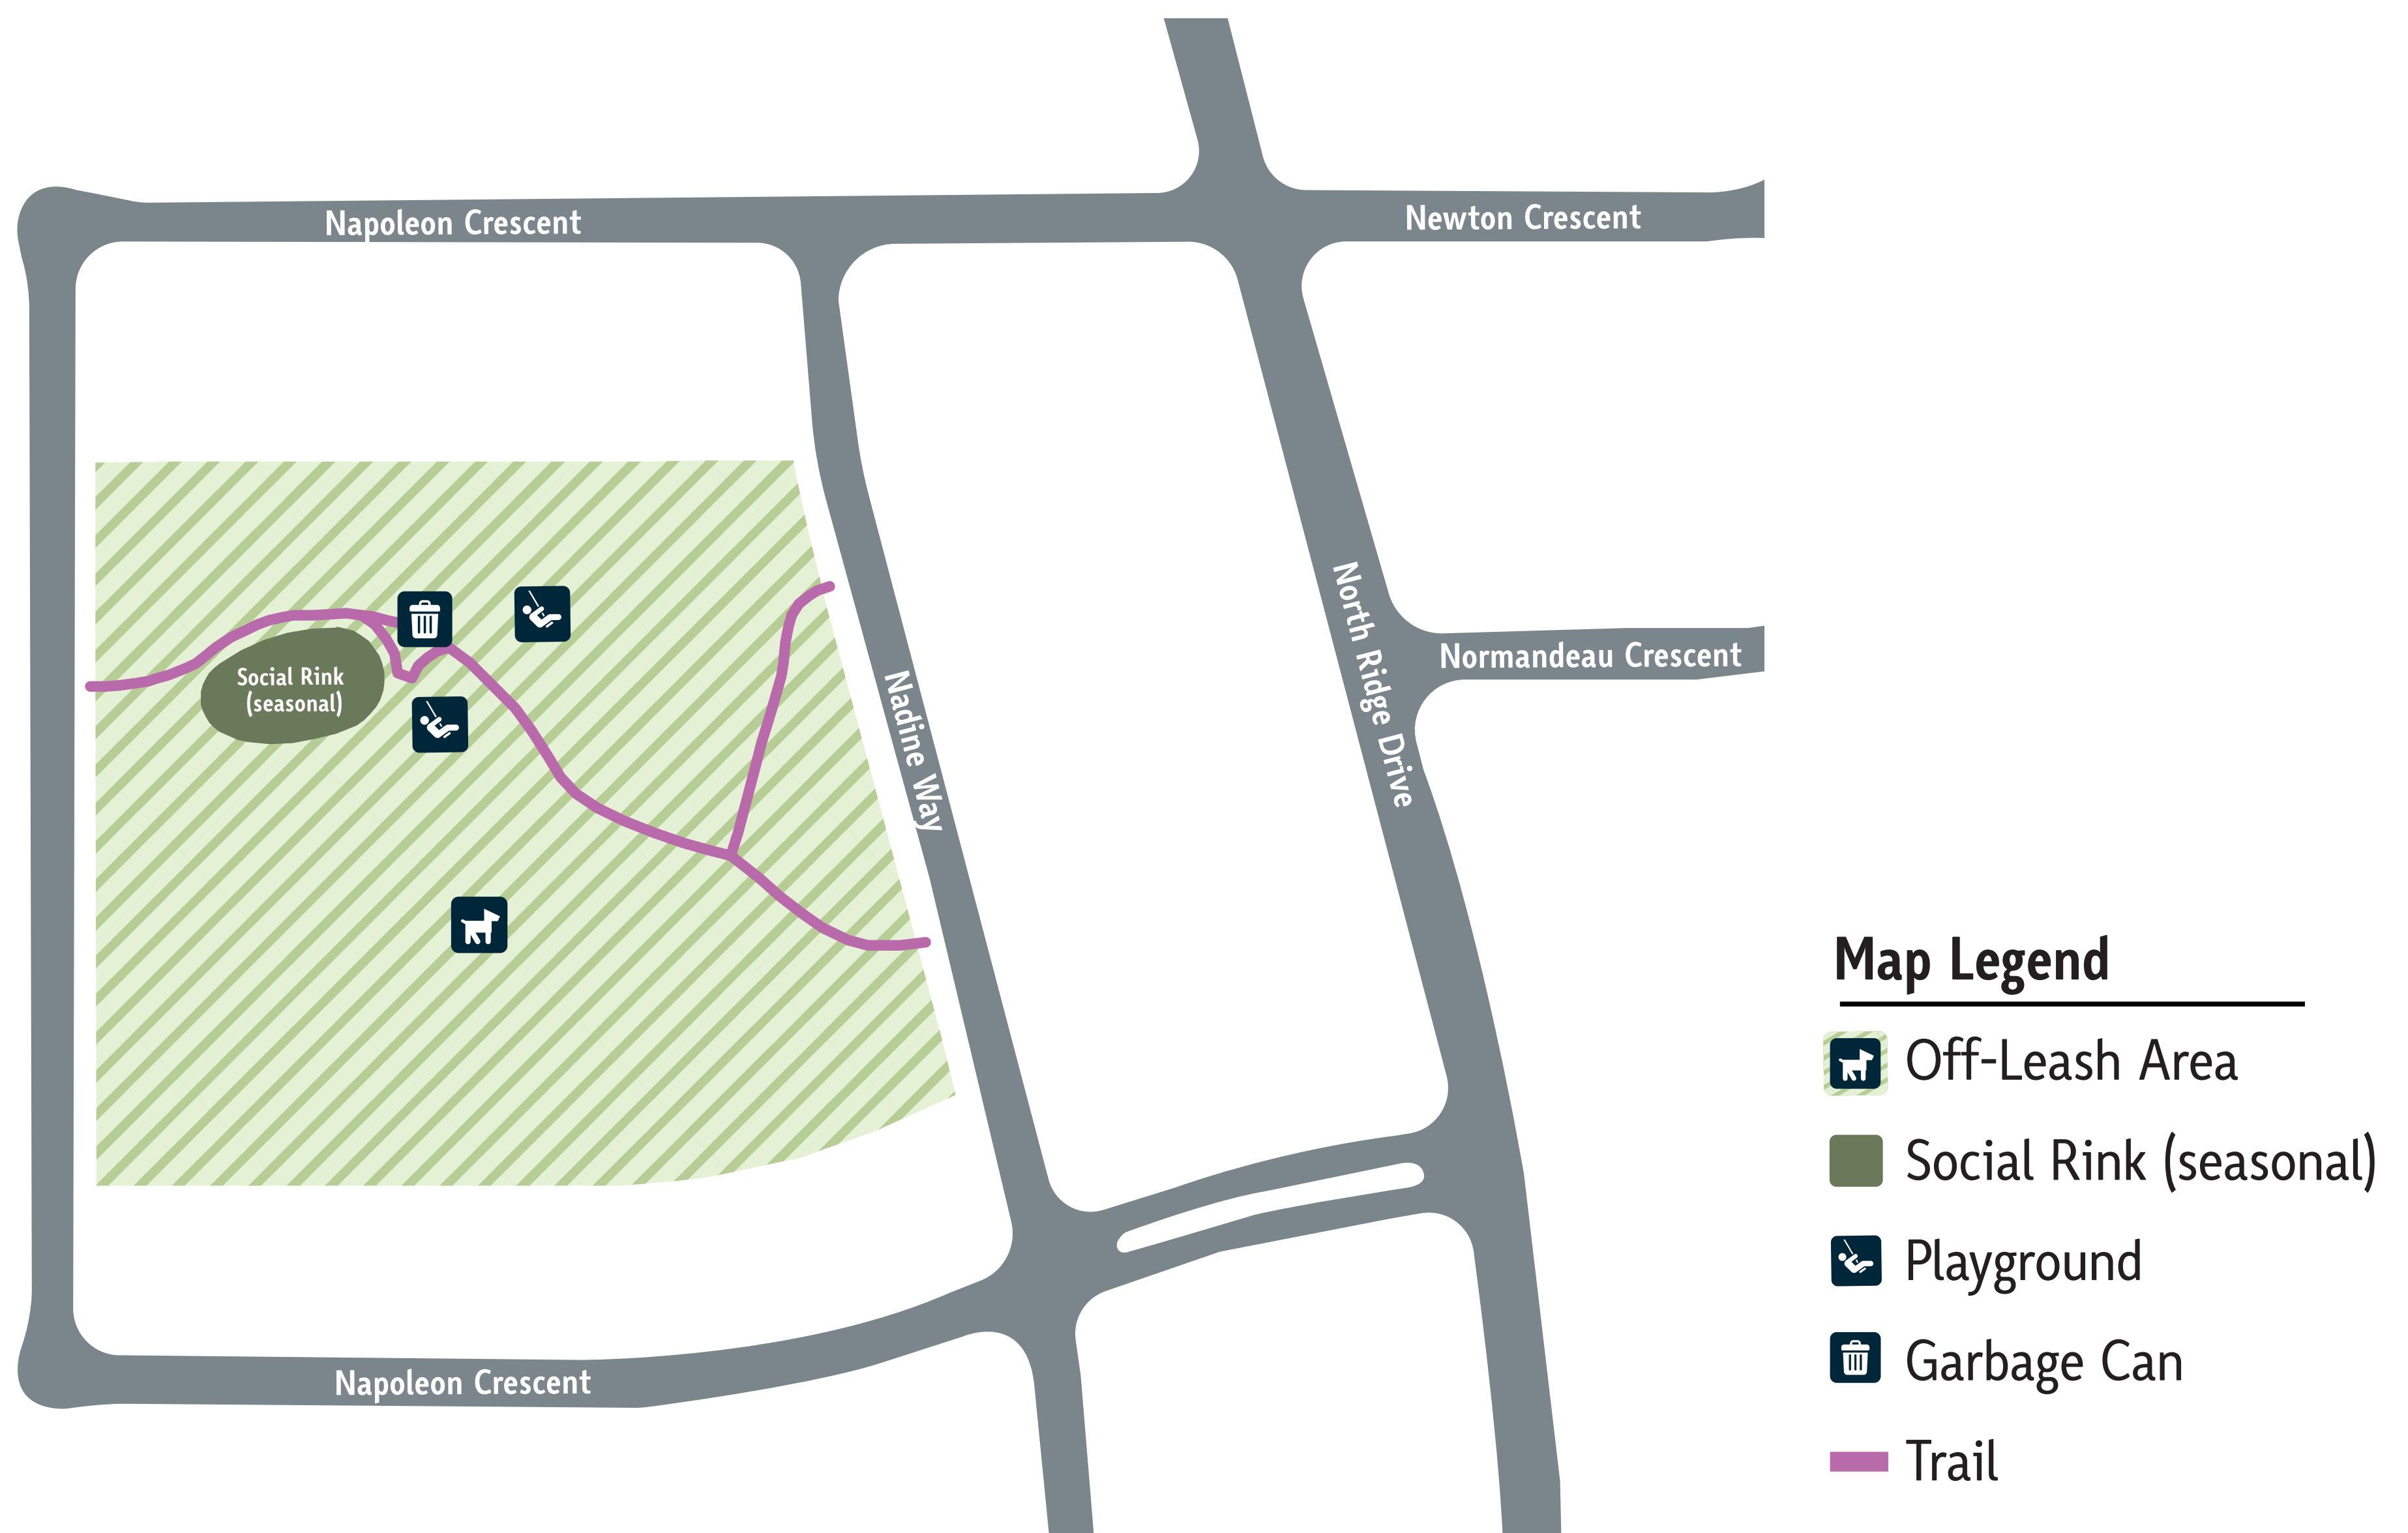 Napoleon Crescent
Newton Crescent
North Ridge Drive
Normandeau Crescent
Social Rink
(seasonal)
Nadine Way
Napoleon Crescent
Map Legend
Off-Leash Area
Social Rink (seasonal)
Playground
Garbage Can
Trail